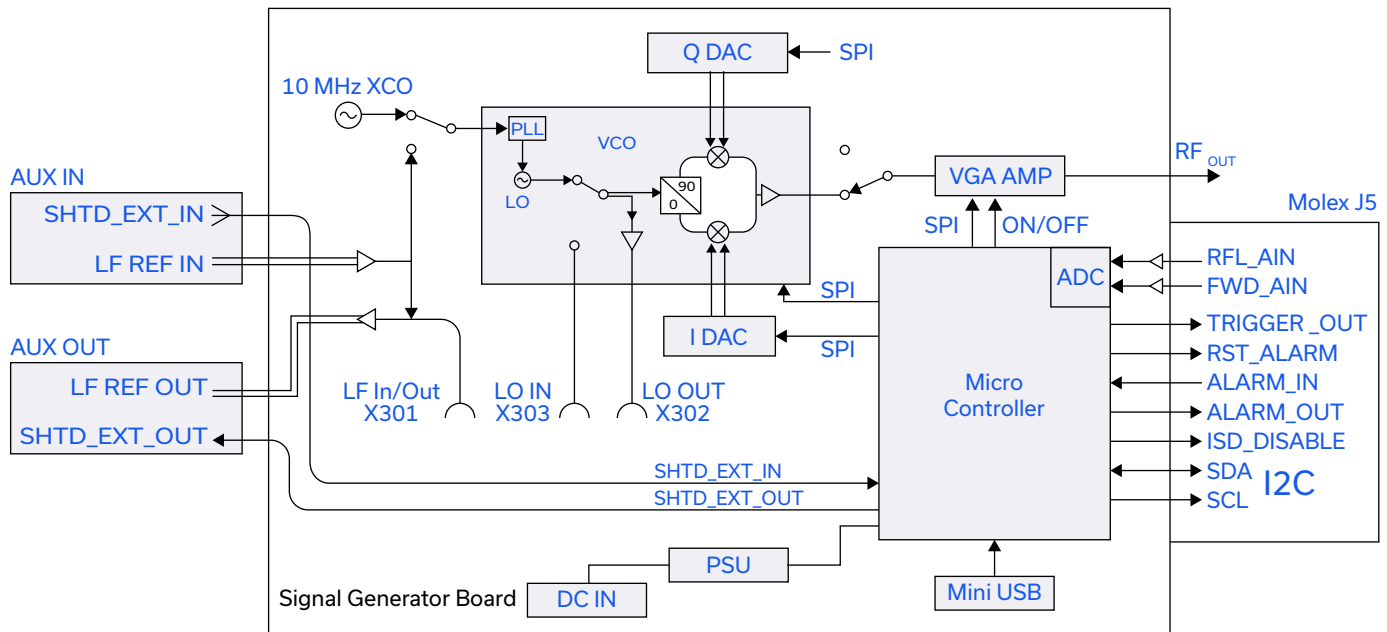 Q DAC
SPI
10 MHz XCO
PLL
VCO
LO
90
0
VGA AMP
RF OUT
SPI
ON/OFF
AUX IN
SHTD_EXT_IN
LF REF IN
Molex J5
ADC
RFL_AIN
FWD_AIN
SPI
I DAC
SPI
TRIGGER _OUT
RST_ALARM
ALARM_IN
ALARM_OUT
ISD_DISABLE
SDA
SCL
I2C
Micro
Controller
AUX OUT
LF REF OUT
SHTD_EXT_OUT
LF In/Out
X301
LO IN
X303
LO OUT
X302
SHTD_EXT_IN
SHTD_EXT_OUT
PSU
DC IN
Mini USB
Signal Generator Board